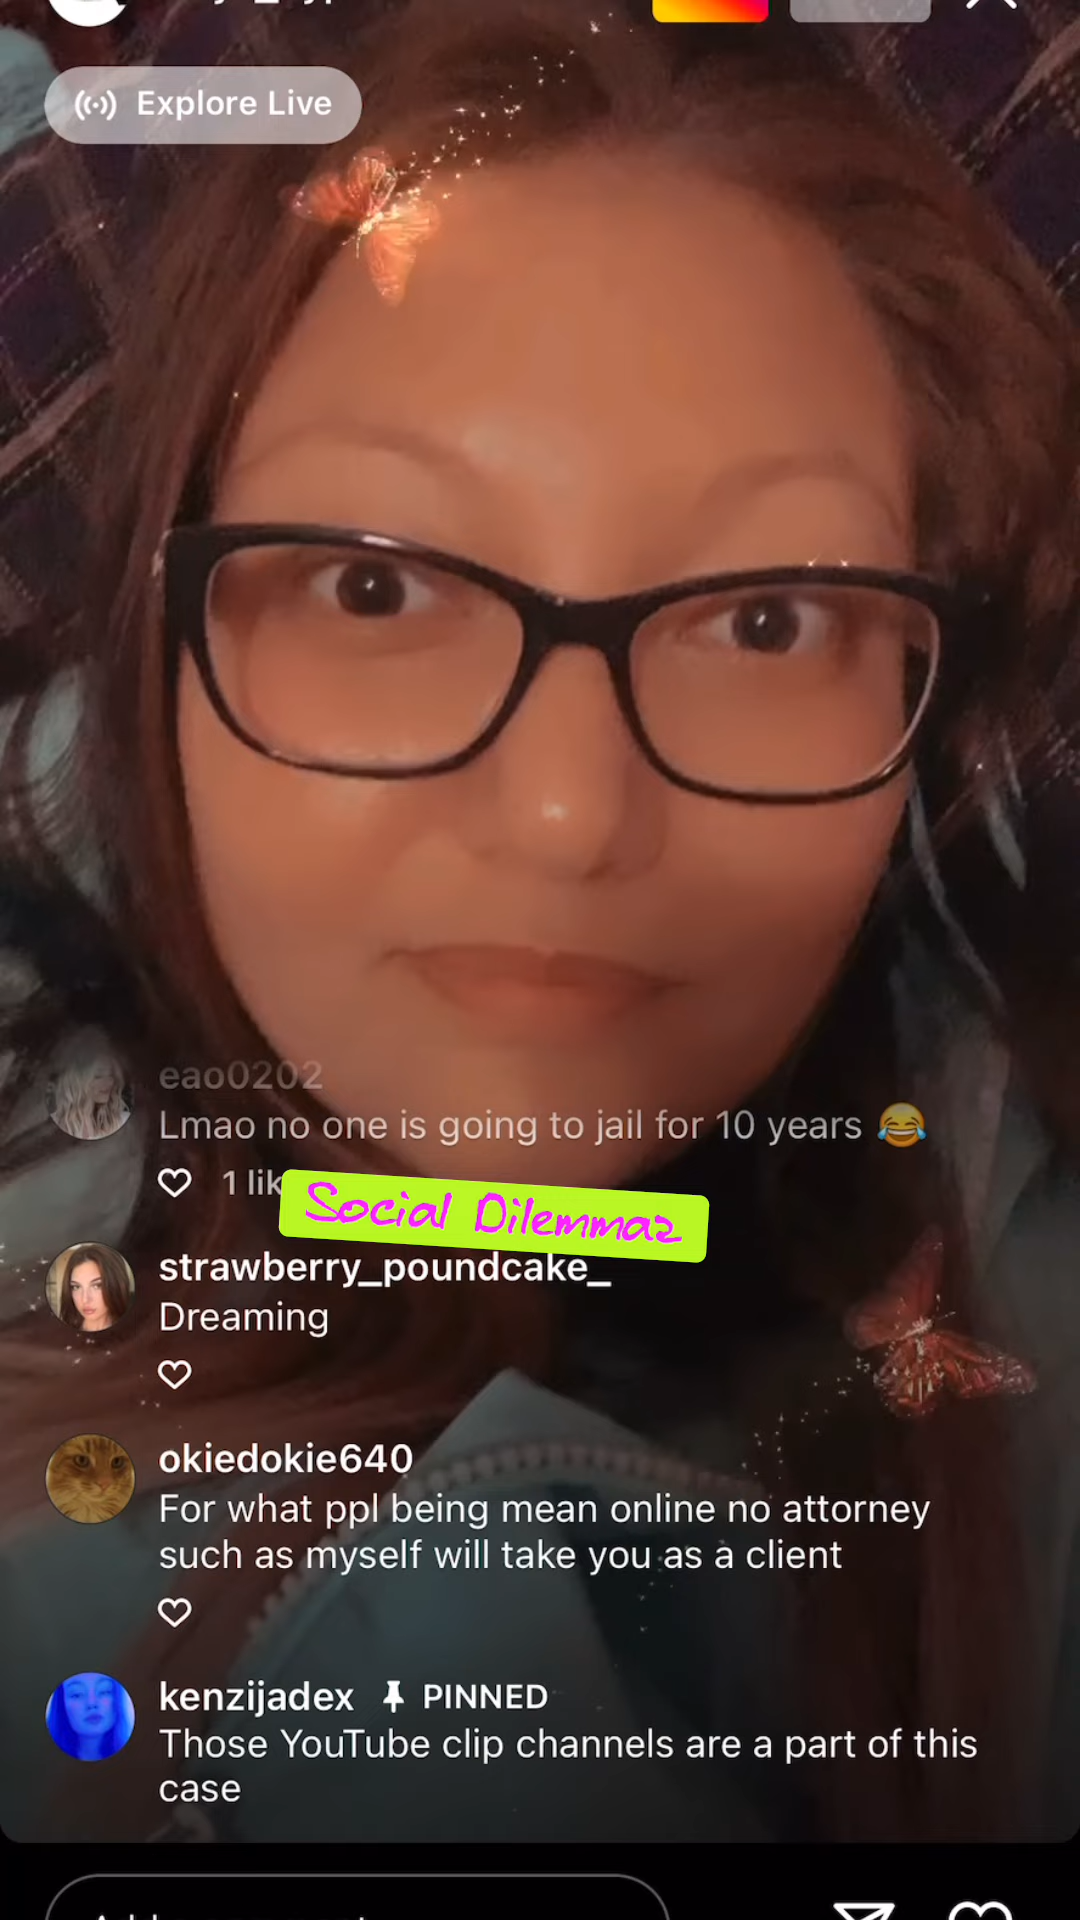 Explore Live
eao0202
Lmao no one is going to jail for 10 years 😂
1 lik
Social Dilemmaz
strawberry_poundcake_
Dreaming
okiedokie640
For what ppl being mean online no attorney
such as myself will take you as a client
kenzijadex PINNED
Those YouTube clip channels are a part of this
case